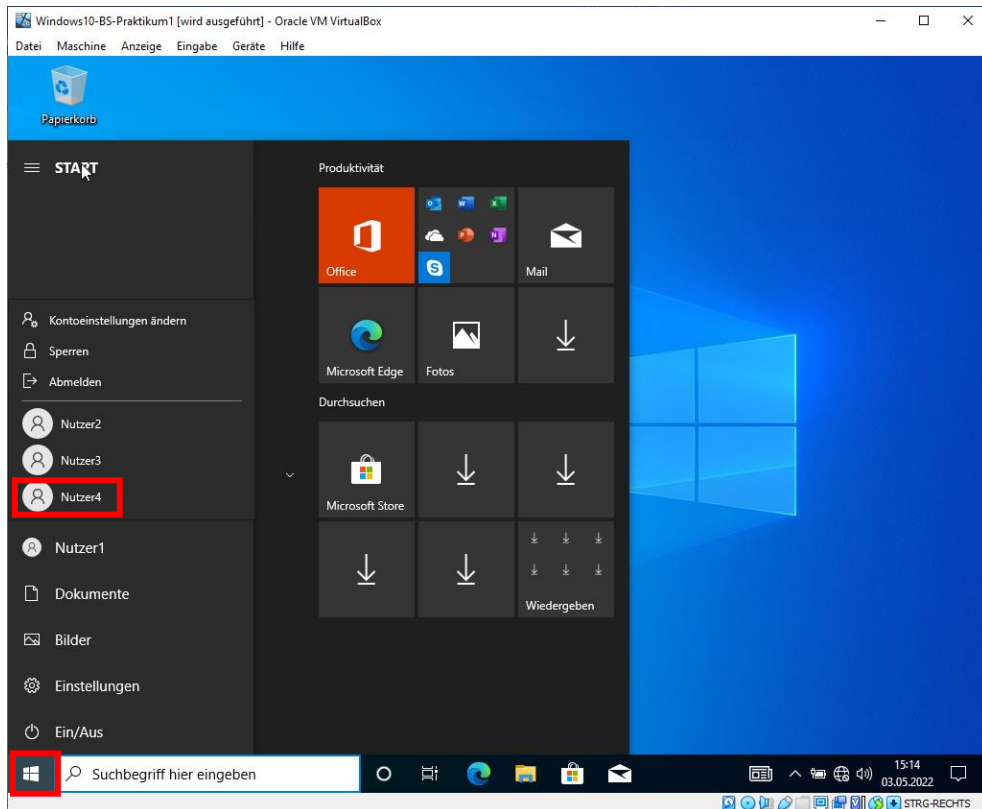 Windows10-BS-Praktikum1 [wird ausgeführt] - Oracle VM VirtualBox
Datei Maschine Anzeige Eingabe Geräte Hilfe
Papierkorb
START
Kontoeinstellungen ändern
Sperren
Abmelden
Nutzer2
Nutzer3
Nutzer4
Nutzer1
Dokumente
Bilder
Einstellungen
Ein/Aus
Produktivität
Office
Mail
Microsoft Edge
Fotos
Durchsuchen
Microsoft Store
Wiedergeben
Suchbegriff hier eingeben
15:14
03.05.2022
STRG-RECHTS